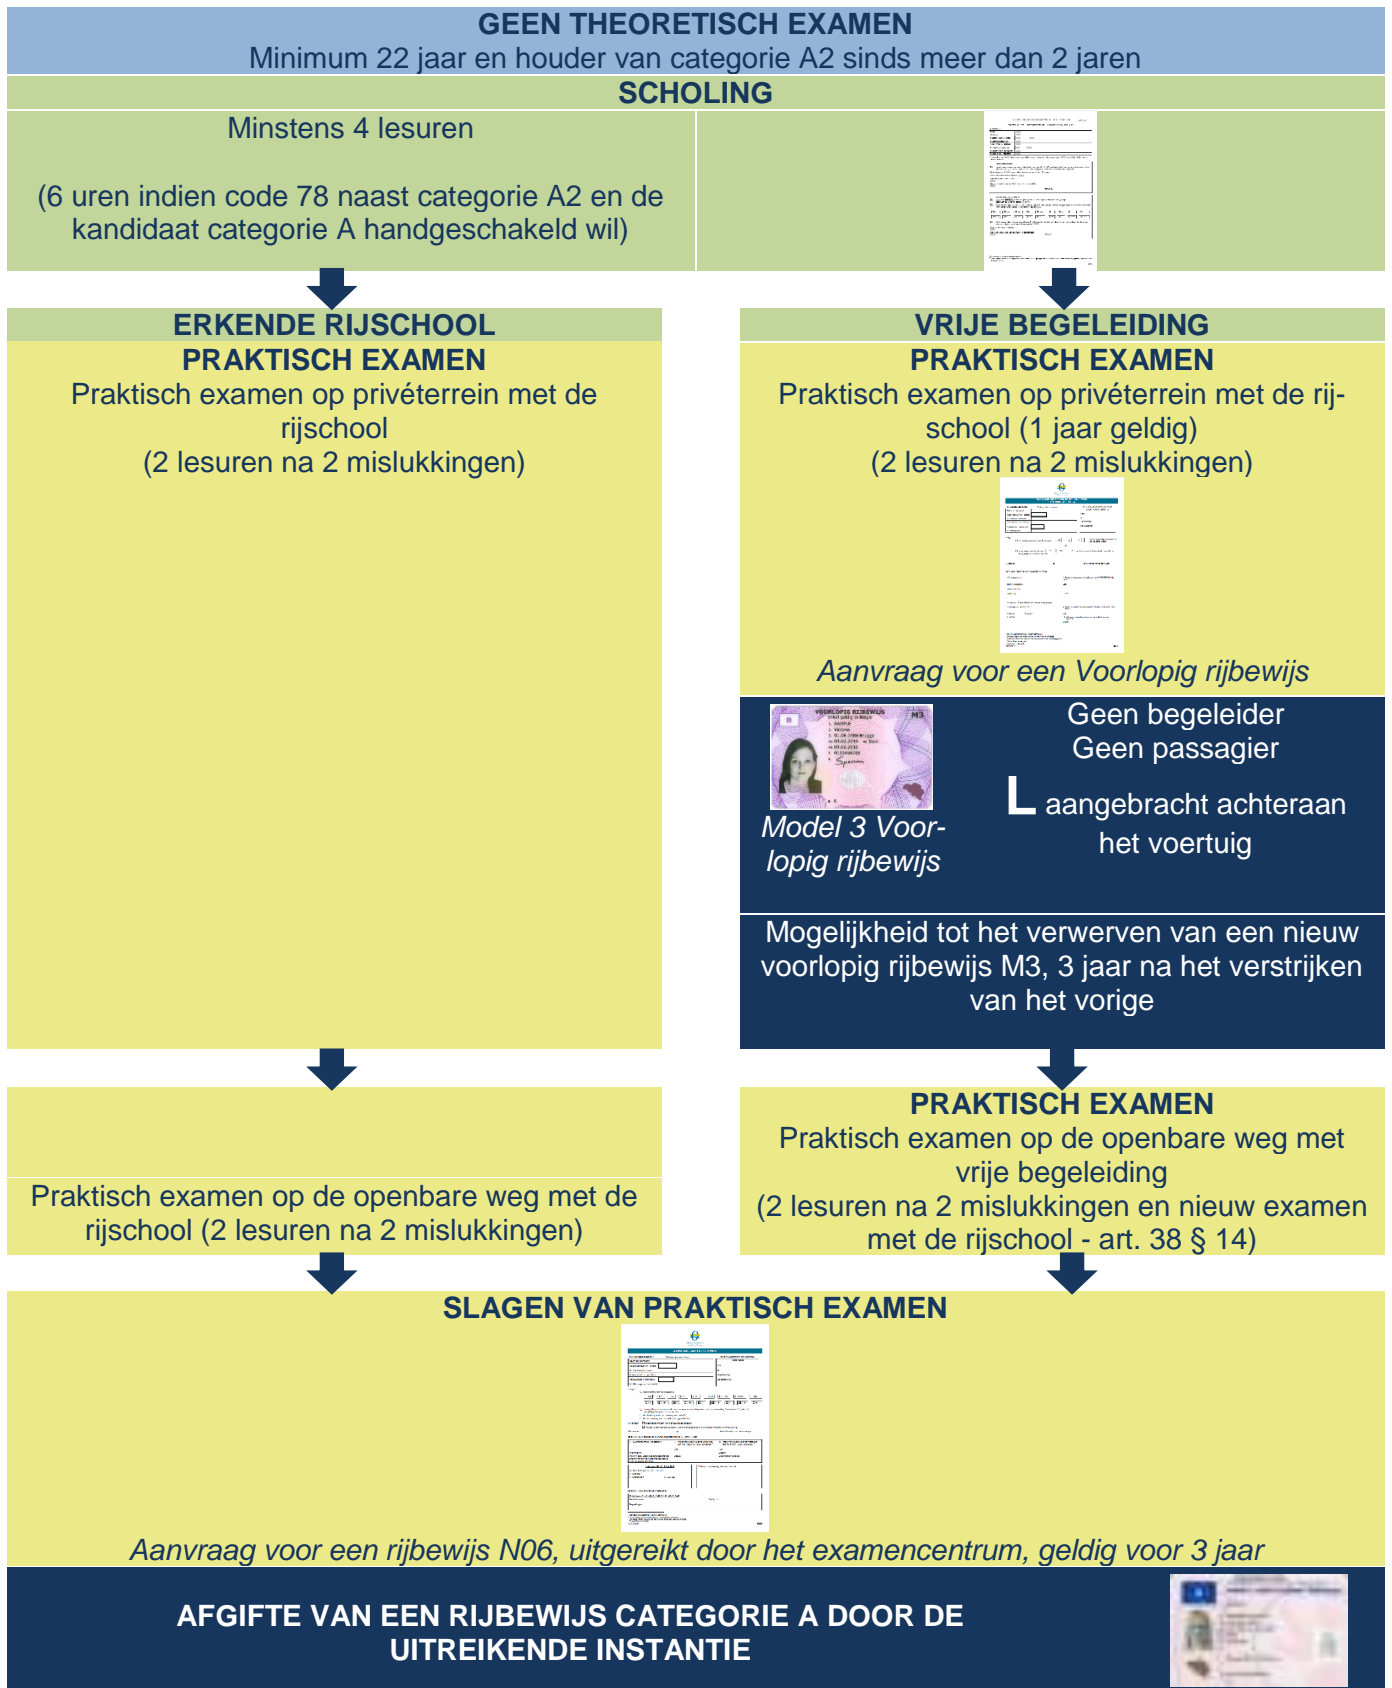 GEEN THEORETISCH EXAMEN
Minimum 22 jaar en houder van categorie A2 sinds meer dan 2 jaren
SCHOLING
Minstens 4 lesuren
(6 uren indien code 78 naast categorie A2 en de
kandidaat categorie A handgeschakeld wil)
ERKENDE RIJSCHOOL
PRAKTISCH EXAMEN
Praktisch examen op privéterrein met de
rijschool
(2 lesuren na 2 mislukkingen)
VRIJE BEGELEIDING
PRAKTISCH EXAMEN
Praktisch examen op privéterrein met de rij-
school (1 jaar geldig)
(2 lesuren na 2 mislukkingen)
Aanvraag voor een Voorlopig rijbewijs
VOORLOPIG RIJBEWIJS
M3
Model 3 Voor-
lopig rijbewijs
Geen begeleider
Geen passagier
L aangebracht achteraan
het voertuig
Mogelijkheid tot het verwerven van een nieuw
voorlopig rijbewijs M3, 3 jaar na het verstrijken
van het vorige
Praktisch examen op de openbare weg met de
rijschool (2 lesuren na 2 mislukkingen)
PRAKTISCH EXAMEN
Praktisch examen op de openbare weg met
vrije begeleiding
(2 lesuren na 2 mislukkingen en nieuw examen
met de rijschool - art. 38 § 14)
SLAGEN VAN PRAKTISCH EXAMEN
Aanvraag voor een rijbewijs N06, uitgereikt door het examencentrum, geldig voor 3 jaar
AFGIFTE VAN EEN RIJBEWIJS CATEGORIE A DOOR DE
UITREIKENDE INSTANTIE